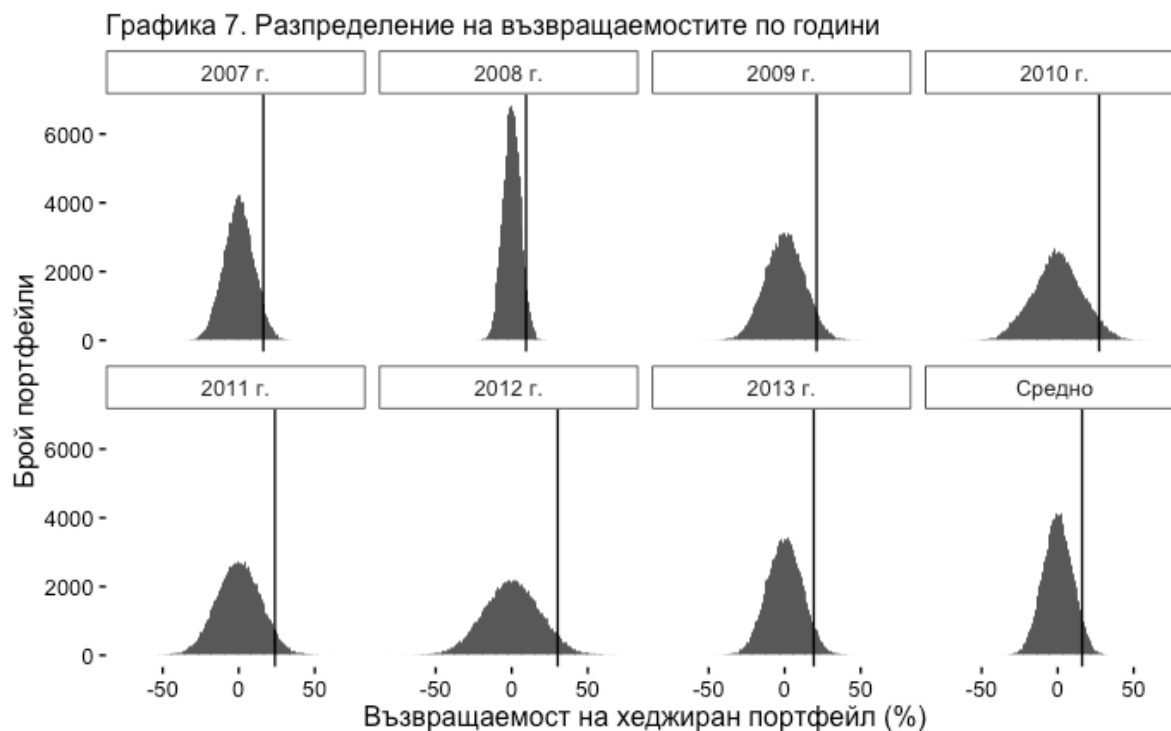 Графика 7. Разпределение на възвращаемостите по години
2007 г. 2008 г. 2009 г. 2010 г.
6000
4000
2000
0
2011 г. 2012 г. 2013 г. Средно
6000
4000
2000
0
Брой портфейли
-50 0 50 -50 0 50 -50 0 50 -50 0 50
Възвращаемост на хеджиран портфейл (%)